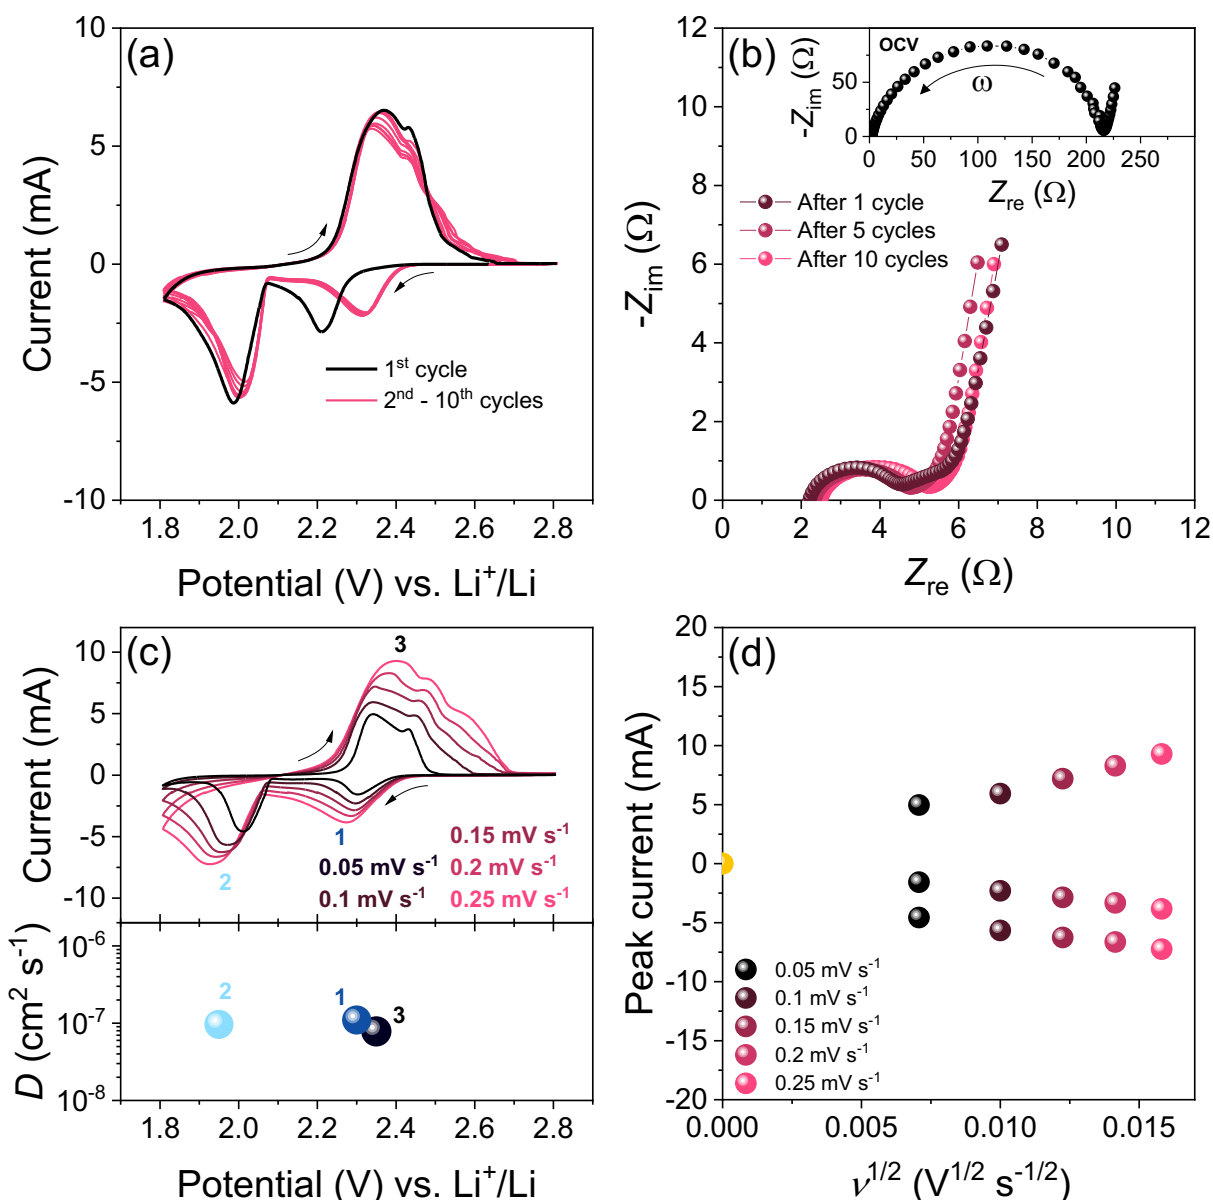 (a)
10
5
0
-5
-10
Current (mA)
1st cycle
2nd - 10th cycles
1.8 2.0 2.2 2.4 2.6 2.8
Potential (V) vs. Li+/Li
(b)
12
11
10
9
8
7
6
5
4
3
2
1
0
-Zim (Ω)
OCV
ω
50
0
-Zim (Ω)
0 50 100 150 200 250
Zre (Ω)
After 1 cycle
After 5 cycles
After 10 cycles
0 2 4 6 8 10 12
Zre (Ω)
(c)
10
5
0
-5
-10
Current (mA)
3
1
2
0.15 mV s-1
0.05 mV s-1 0.2 mV s-1
0.1 mV s-1 0.25 mV s-1
10-6
10-7
10-8
D (cm2 s-1)
2
1
3
1.8 2.0 2.2 2.4 2.6 2.8
Potential (V) vs. Li+/Li
(d)
20
15
10
5
0
-5
-10
-15
-20
Peak current (mA)
0.05 mV s-1
0.1 mV s-1
0.15 mV s-1
0.2 mV s-1
0.25 mV s-1
0.000 0.005 0.010 0.015
ν1/2 (V1/2 s-1/2)